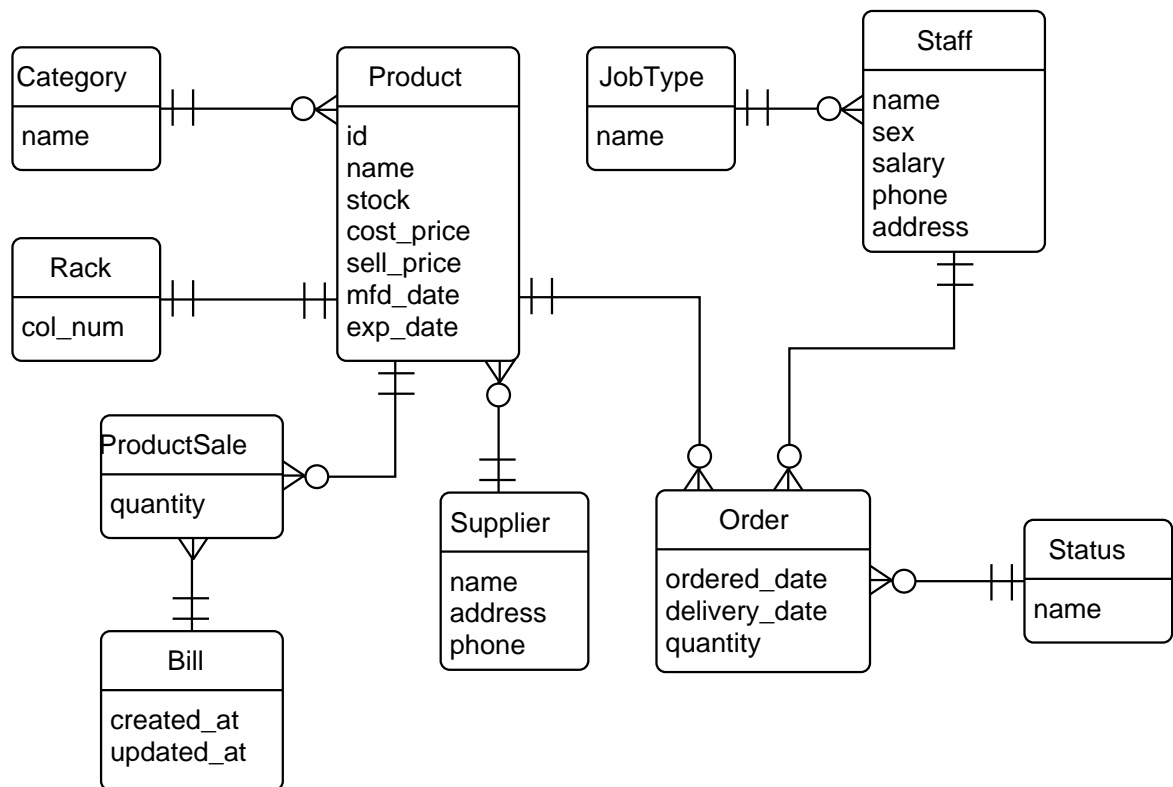 Category
name
Product
id
name
stock
cost_price
sell_price
mfd_date
exp_date
JobType
name
Staff
name
sex
salary
phone
address
Rack
col_num
ProductSale
quantity
Supplier
name
address
phone
Order
ordered_date
delivery_date
quantity
Status
name
Bill
created_at
updated_at